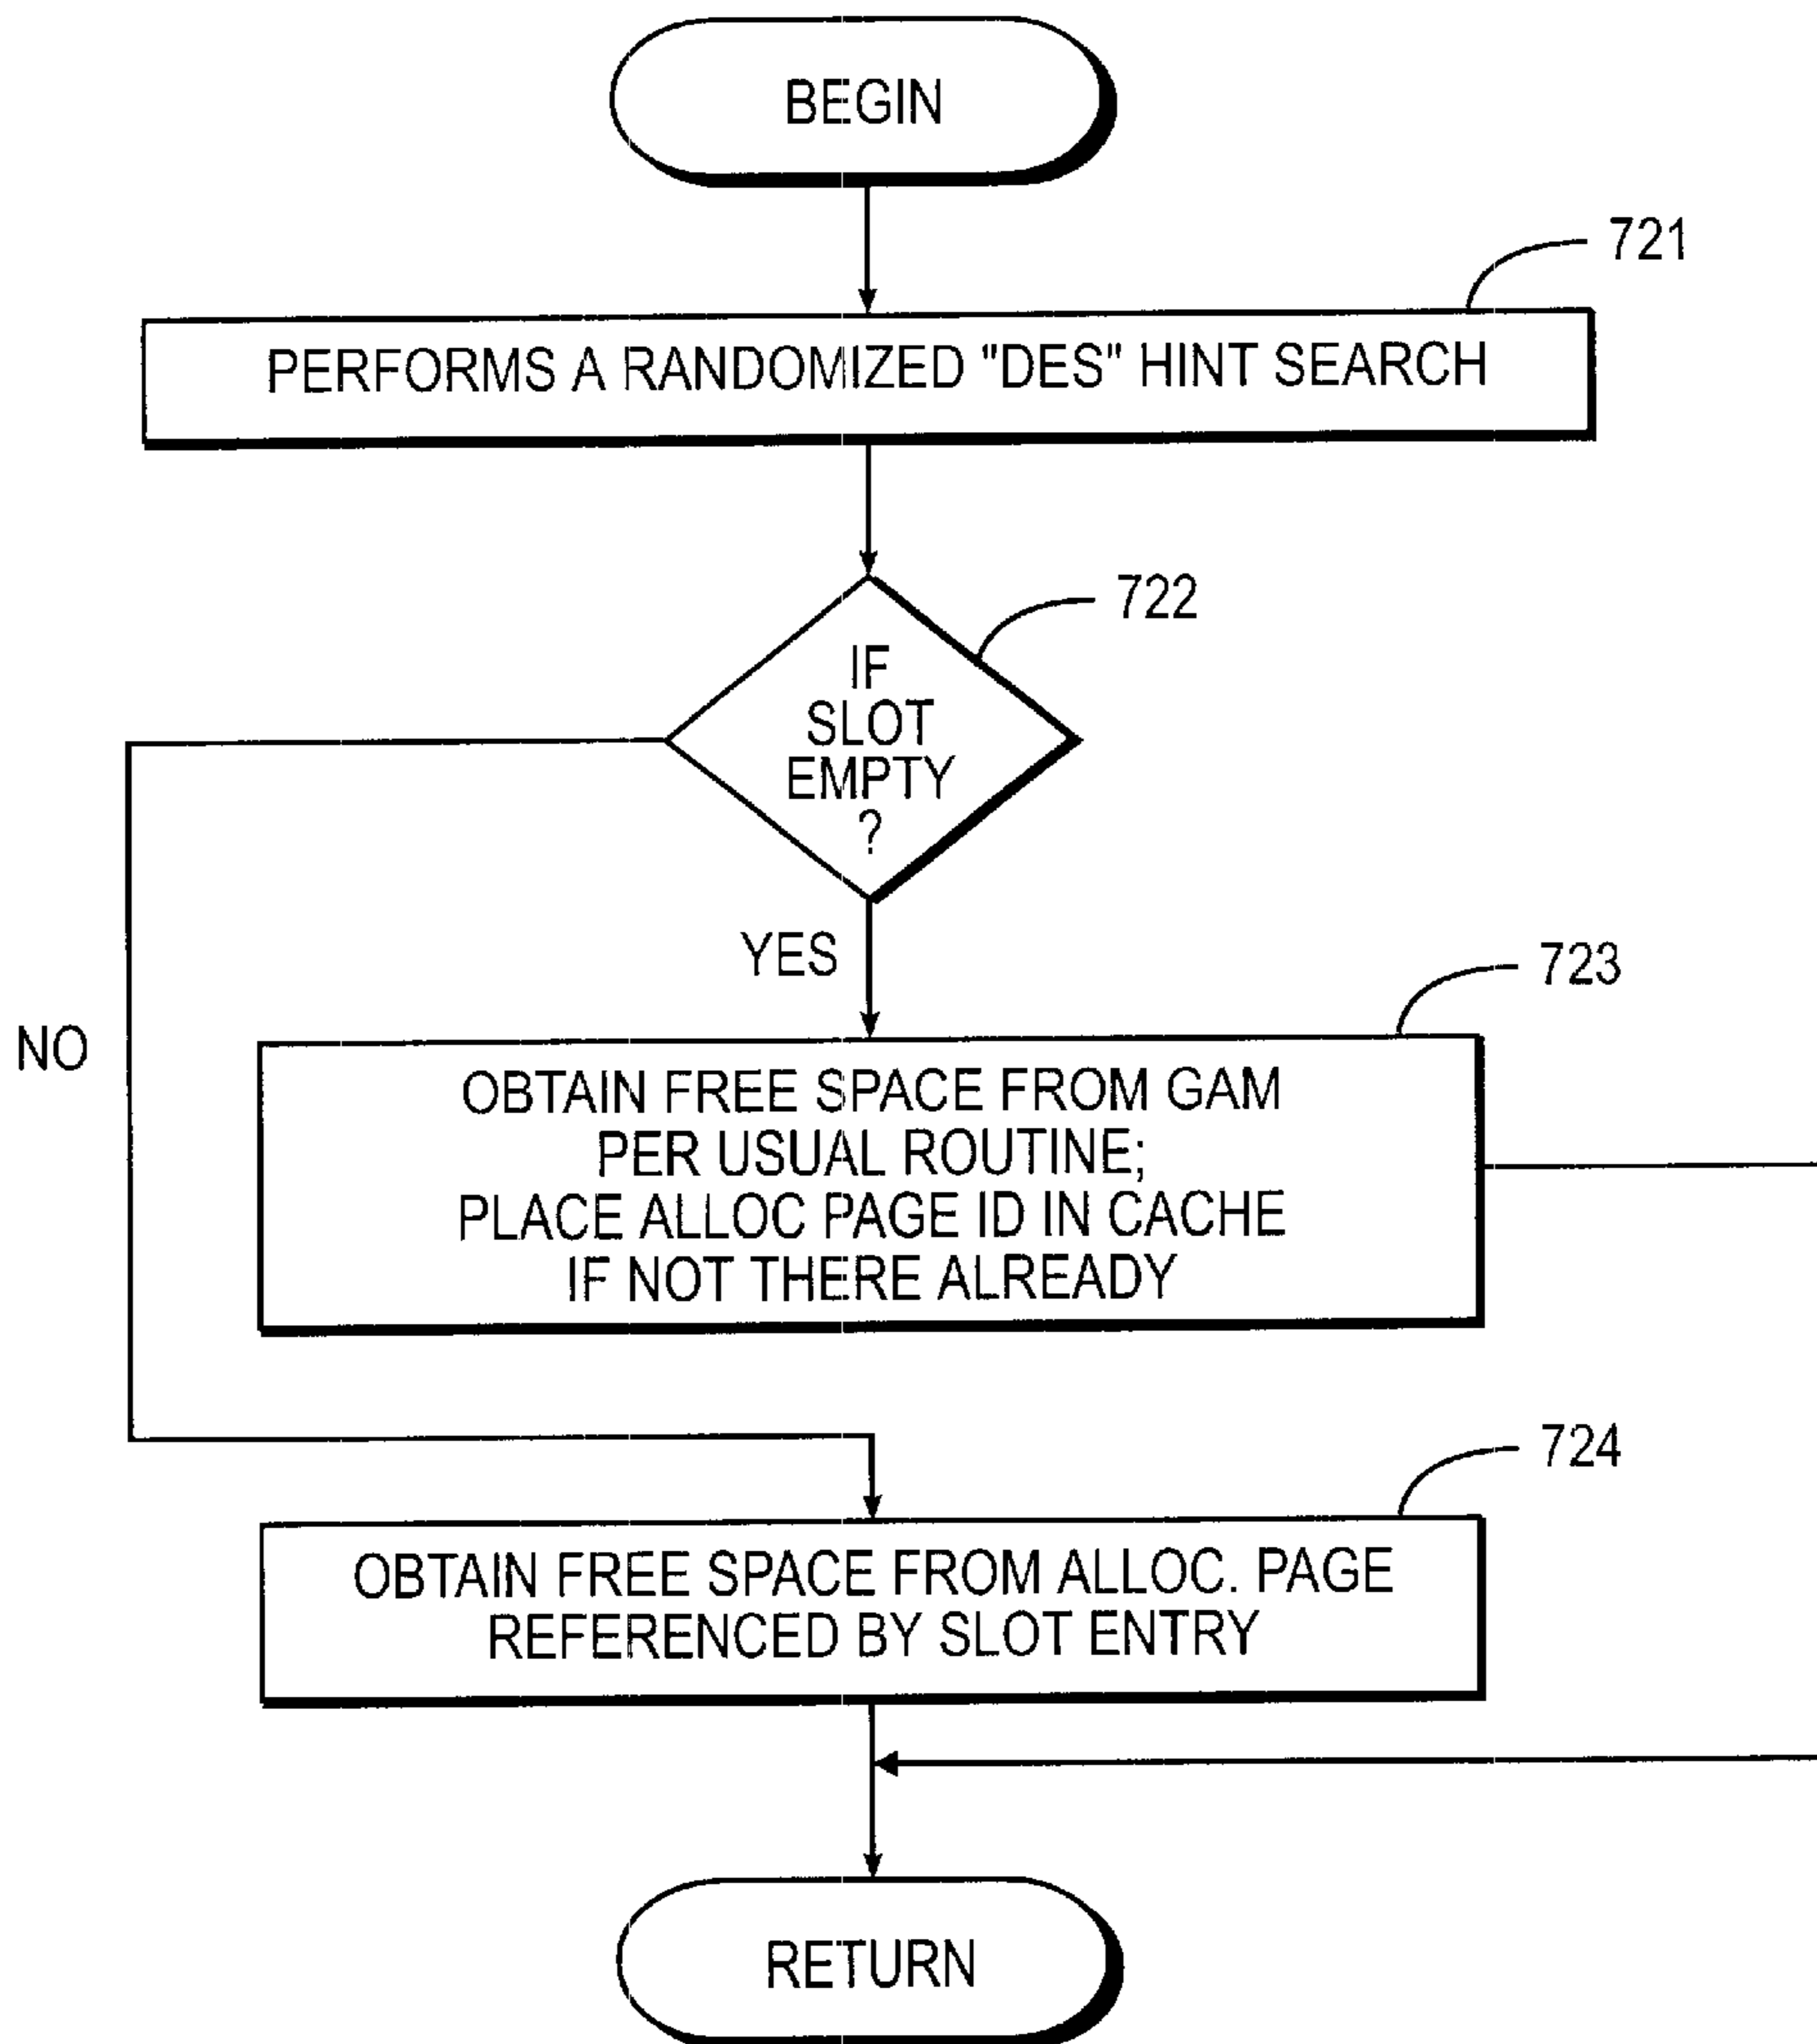 BEGIN
721
PERFORMS A RANDOMIZED "DES" HINT SEARCH
722
IF
SLOT
EMPTY
?
YES
723
NO
OBTAIN FREE SPACE FROM GAM
PER USUAL ROUTINE;
PLACE ALLOC PAGE ID IN CACHE
IF NOT THERE ALREADY
724
OBTAIN FREE SPACE FROM ALLOC. PAGE
REFERENCED BY SLOT ENTRY
RETURN